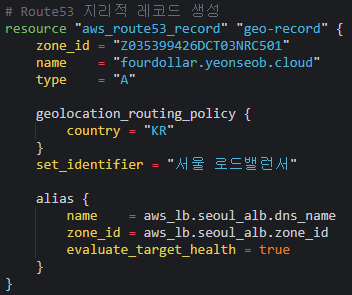 # Route53 지리적 레코드 생성
resource "aws_route53_record" "geo-record" {
    zone_id = "Z035399426DCT03NRC501"
    name    = "fourdollar.yeonseob.cloud"
    type    = "A"

    geolocation_routing_policy {
        country = "KR"
    }
    set_identifier = "서울 로드밸런서"

    alias {
        name    = aws_lb.seoul_alb.dns_name
        zone_id = aws_lb.seoul_alb.zone_id
        evaluate_target_health = true
    }
}